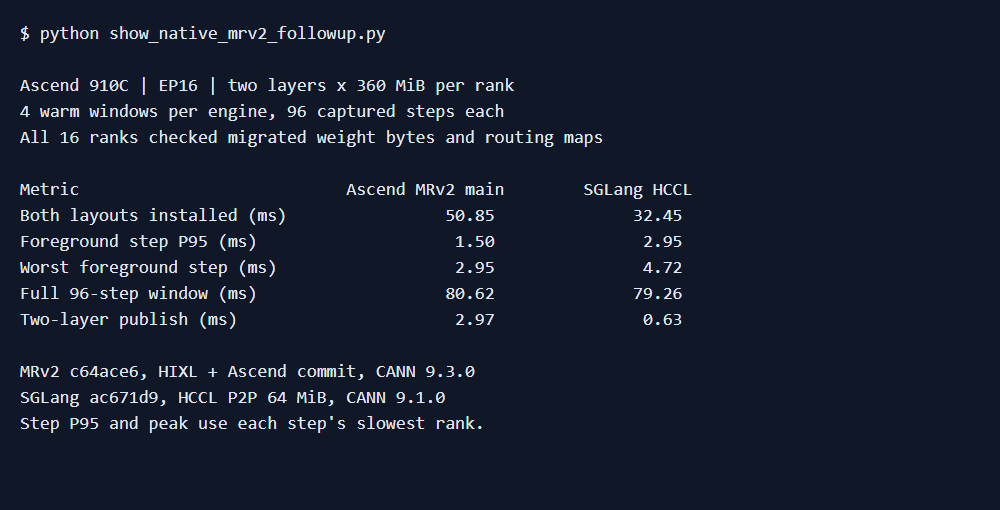 $ python show_native_mrv2_followup.py
Ascend 910C | EP16 | two layers x 360 MiB per rank
4 warm windows per engine, 96 captured steps each
All 16 ranks checked migrated weight bytes and routing maps
Metric Ascend MRv2 main SGLang HCCL
Both layouts installed (ms) 50.85 32.45
Foreground step P95 (ms) 1.50 2.95
Worst foreground step (ms) 2.95 4.72
Full 96-step window (ms) 80.62 79.26
Two-layer publish (ms) 2.97 0.63
MRv2 c64ace6, HIXL + Ascend commit, CANN 9.3.0
SGLang ac671d9, HCCL P2P 64 MiB, CANN 9.1.0
Step P95 and peak use each step's slowest rank.